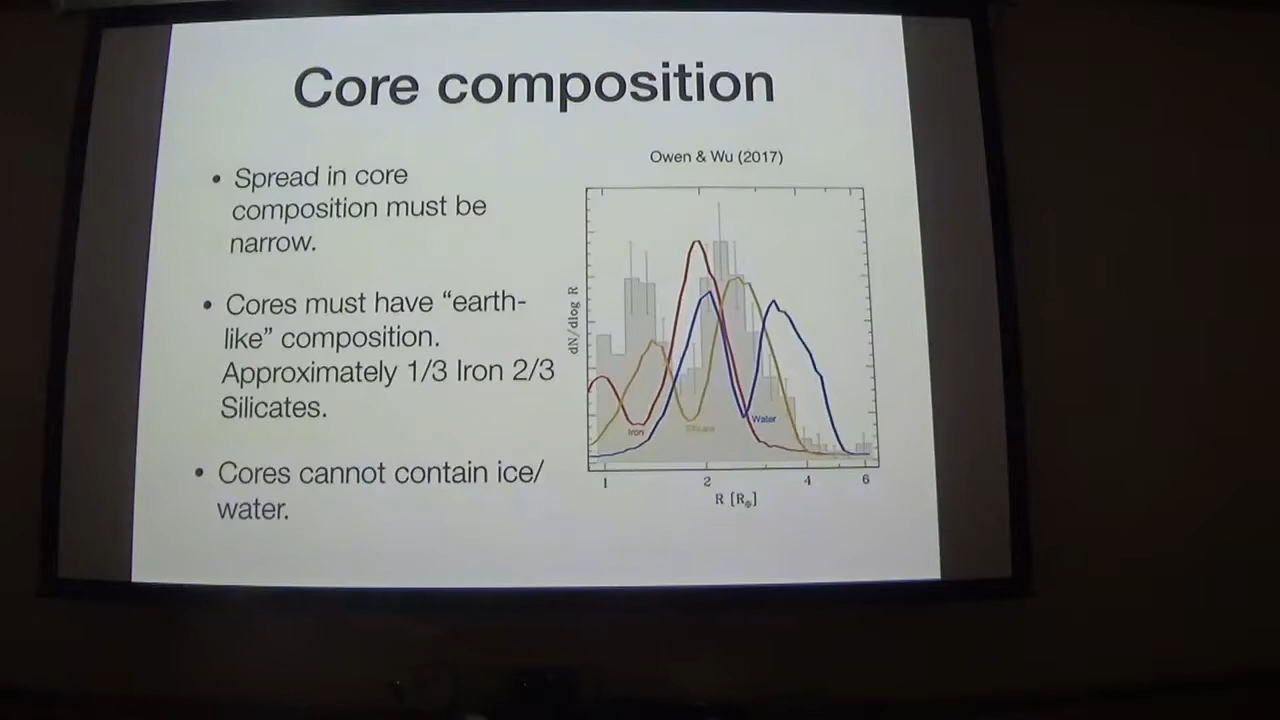 Core composition
• Spread in core
composition must be
narrow.
• Cores must have “earth-
like” composition.
Approximately 1/3 Iron 2/3
Silicates.
• Cores cannot contain ice/
water.
Owen & Wu (2017)
dN/dlog R
Iron
Water
1 2 4 6
R [R⊕]